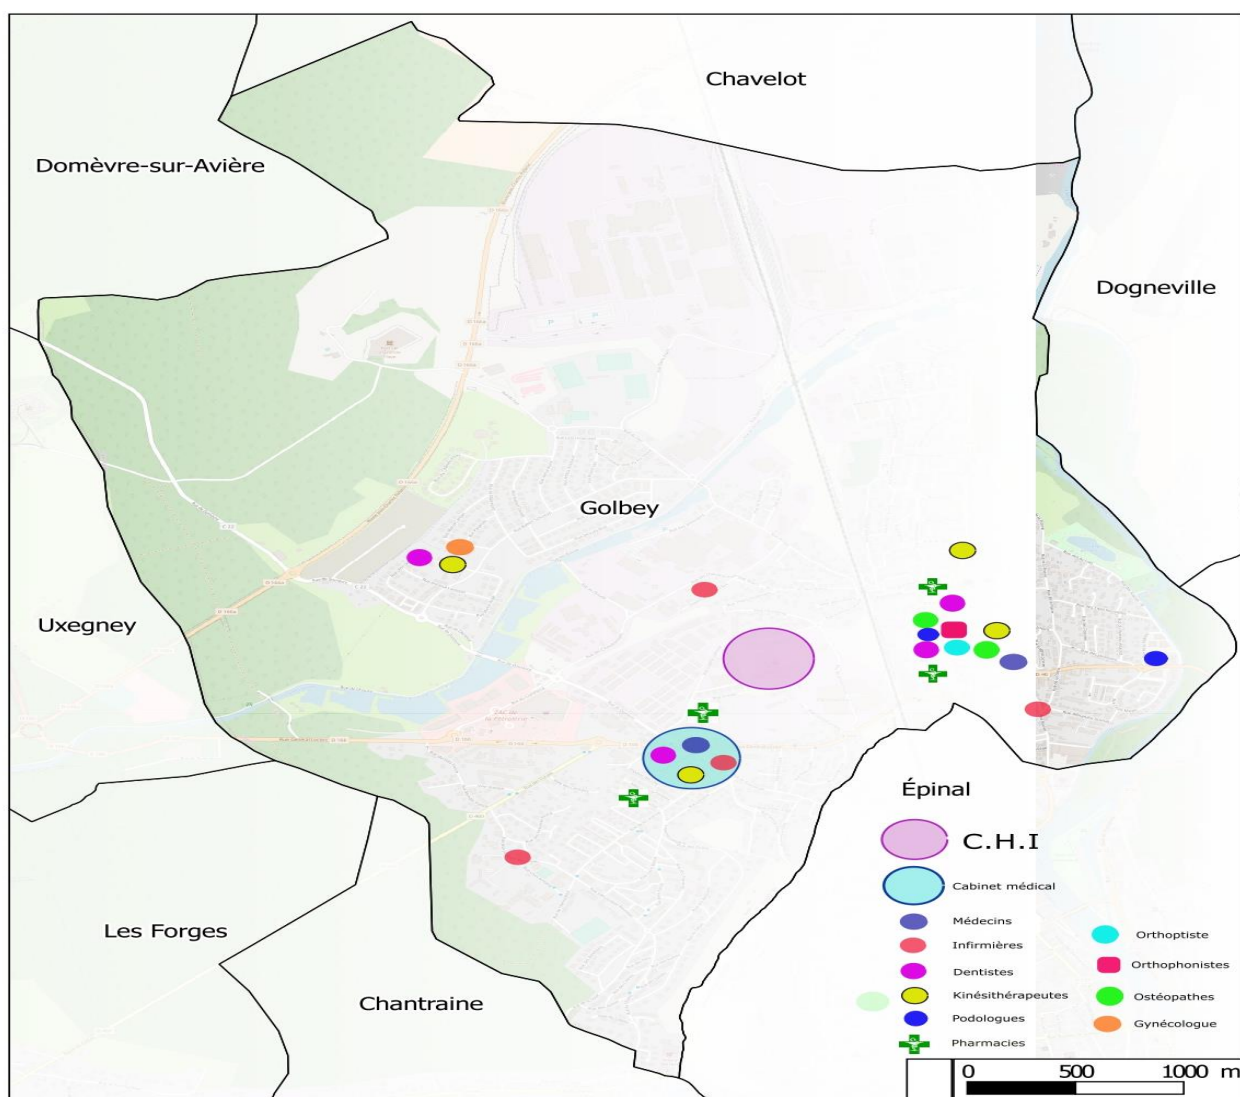 Chavelot
Domèvre-sur-Avière
Dogneville
Golbey
Uxegney
Épinal
C.H.I
Cabinet médical
Les Forges
Chantraine
Médecins
Infirmières
Dentistes
Kinésithérapeutes
Podologues
Pharmacies
Orthoptiste
Orthophonistes
Ostéopathes
Gynécologue
0 500 1000 m